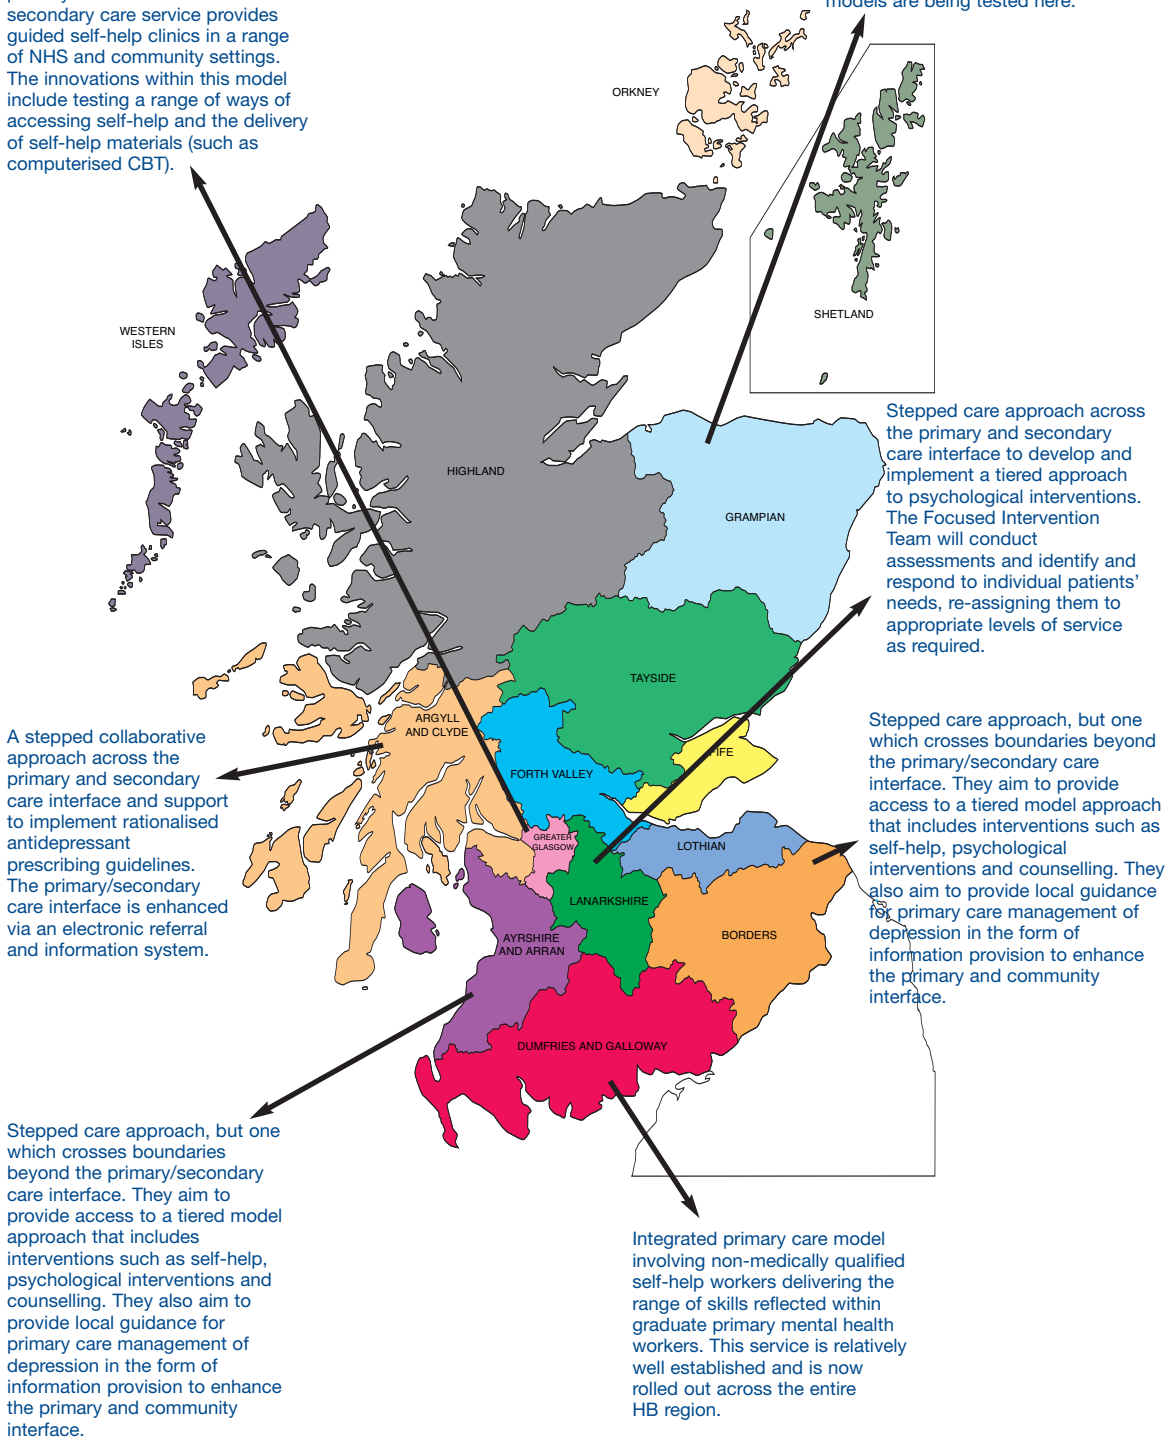 secondary care service provides
guided self-help clinics in a range
of NHS and community settings.
The innovations within this model
include testing a range of ways of
accessing self-help and the delivery
of self-help materials (such as
computerised CBT).
models are being tested here.
ORKNEY
SHETLAND
WESTERN
ISLES
HIGHLAND
GRAMPIAN
Stepped care approach across
the primary and secondary
care interface to develop and
implement a tiered approach
to psychological interventions.
The Focused Intervention
Team will conduct
assessments and identify and
respond to individual patients’
needs, re-assigning them to
appropriate levels of service
as required.
TAYSIDE
ARGYLL
AND CLYDE
FIFE
FORTH VALLEY
GREATER
GLASGOW
LOTHIAN
LANARKSHIRE
AYRSHIRE
AND ARRAN
BORDERS
DUMFRIES AND GALLOWAY
A stepped collaborative
approach across the
primary and secondary
care interface and support
to implement rationalised
antidepressant
prescribing guidelines.
The primary/secondary
care interface is enhanced
via an electronic referral
and information system.
Stepped care approach, but one
which crosses boundaries beyond
the primary/secondary care
interface. They aim to provide
access to a tiered model approach
that includes interventions such as
self-help, psychological
interventions and counselling. They
also aim to provide local guidance
for primary care management of
depression in the form of
information provision to enhance
the primary and community
interface.
Stepped care approach, but one
which crosses boundaries
beyond the primary/secondary
care interface. They aim to
provide access to a tiered model
approach that includes
interventions such as self-help,
psychological interventions and
counselling. They also aim to
provide local guidance for
primary care management of
depression in the form of
information provision to enhance
the primary and community
interface.
Integrated primary care model
involving non-medically qualified
self-help workers delivering the
range of skills reflected within
graduate primary mental health
workers. This service is relatively
well established and is now
rolled out across the entire
HB region.